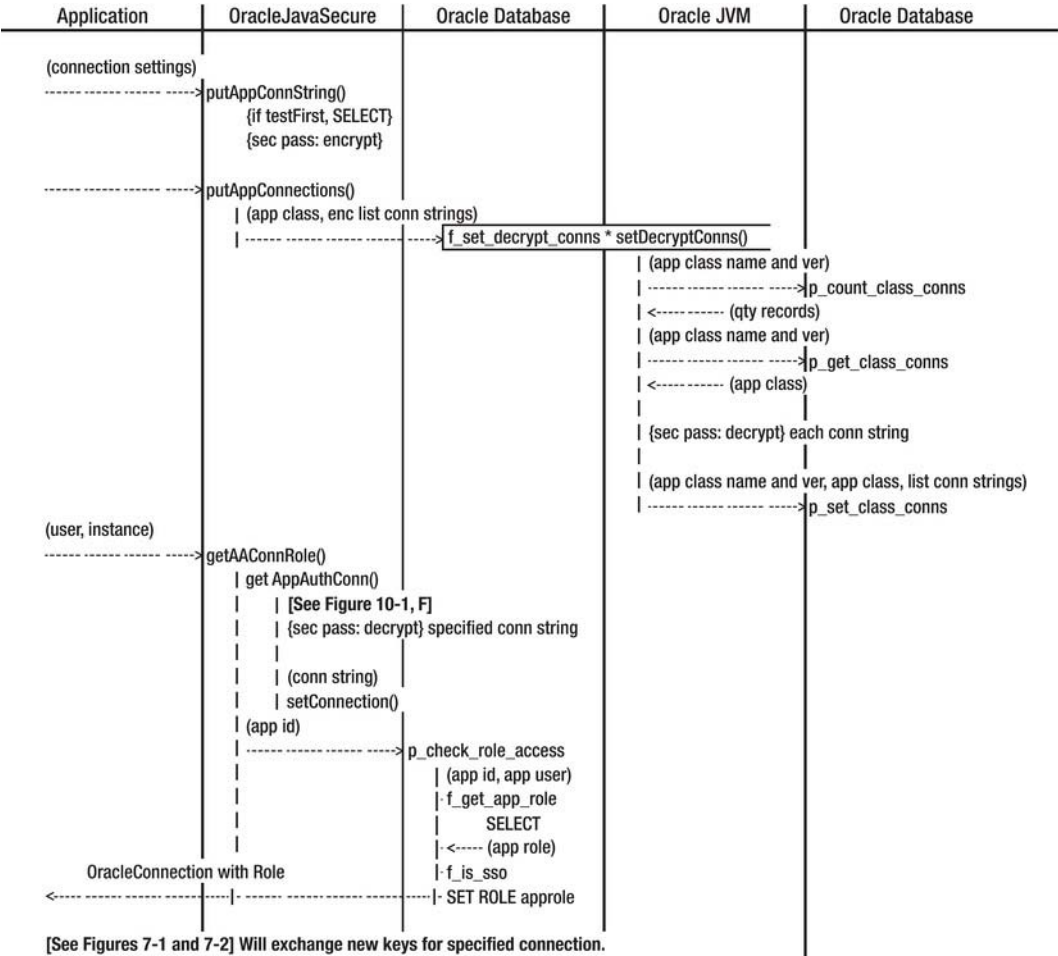 Application OracleJavaSecure Oracle Database Oracle JVM Oracle Database
(connection settings)
putAppConnString()
{if testFirst, SELECT}
{sec pass: encrypt}
putAppConnections()
(app class, enc list conn strings)
f_set_decrypt_conns * setDecryptConns()
(app class name and ver)
p_count_class_conns
(qty records)
(app class name and ver)
p_get_class_conns
(app class)
{sec pass: decrypt} each conn string
(app class name and ver, app class, list conn strings)
p_set_class_conns
(user, instance)
getAAConnRole()
get AppAuthConn()
[See Figure 10-1, F]
{sec pass: decrypt} specified conn string
(conn string)
setConnection()
(app id)
p_check_role_access
(app id, app user)
f_get_app_role
SELECT
(app role)
OracleConnection with Role f_is_sso
SET ROLE approle
[See Figures 7-1 and 7-2] Will exchange new keys for specified connection.